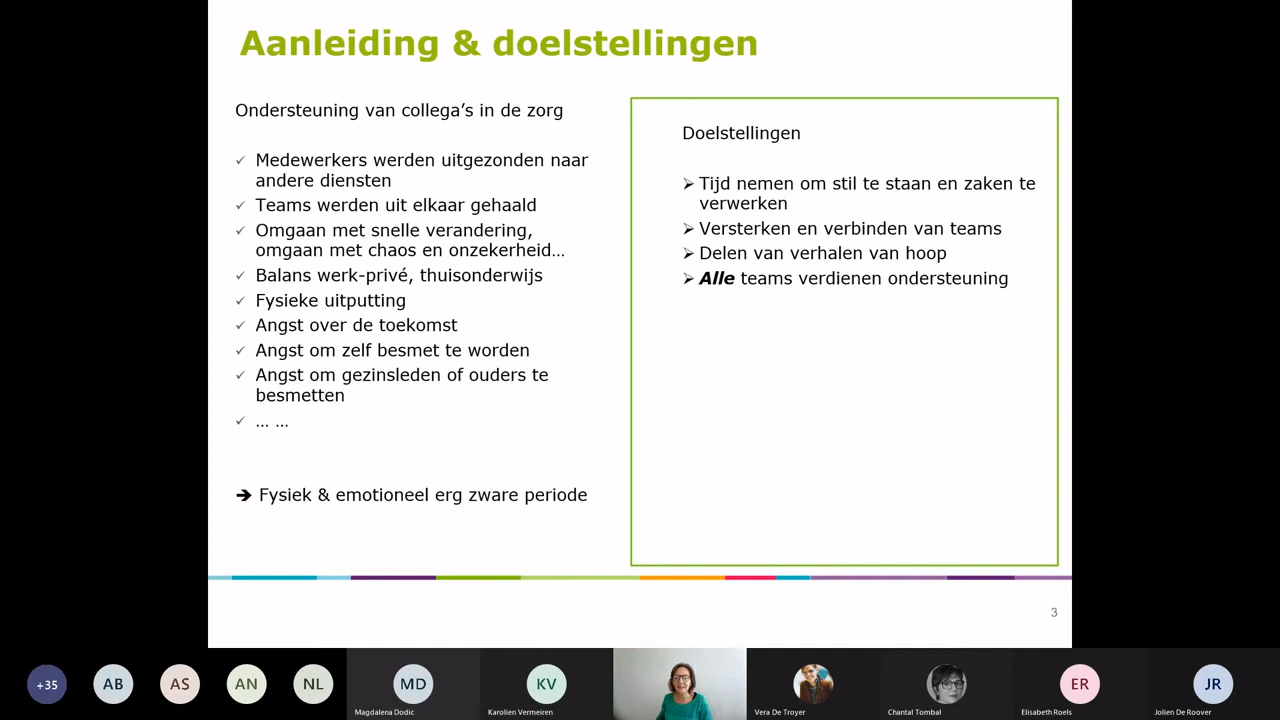 Aanleiding & doelstellingen
Ondersteuning van collega’s in de zorg
✓ Medewerkers werden uitgezonden naar
andere diensten
✓ Teams werden uit elkaar gehaald
✓ Omgaan met snelle verandering,
omgaan met chaos en onzekerheid…
✓ Balans werk-privé, thuisonderwijs
✓ Fysieke uitputting
✓ Angst over de toekomst
✓ Angst om zelf besmet te worden
✓ Angst om gezinsleden of ouders te
besmetten
✓ … …
➔ Fysiek & emotioneel erg zware periode
Doelstellingen
➢ Tijd nemen om stil te staan en zaken te
verwerken
➢ Versterken en verbinden van teams
➢ Delen van verhalen van hoop
➢ Alle teams verdienen ondersteuning
3
+35
AB
AS
AN
NL
MD
Magdalena Dodic
KV
Karolien Vermeiren
Vera De Troyer
Chantal Tombal
ER
Elisabeth Roels
JR
Jolien De Roover